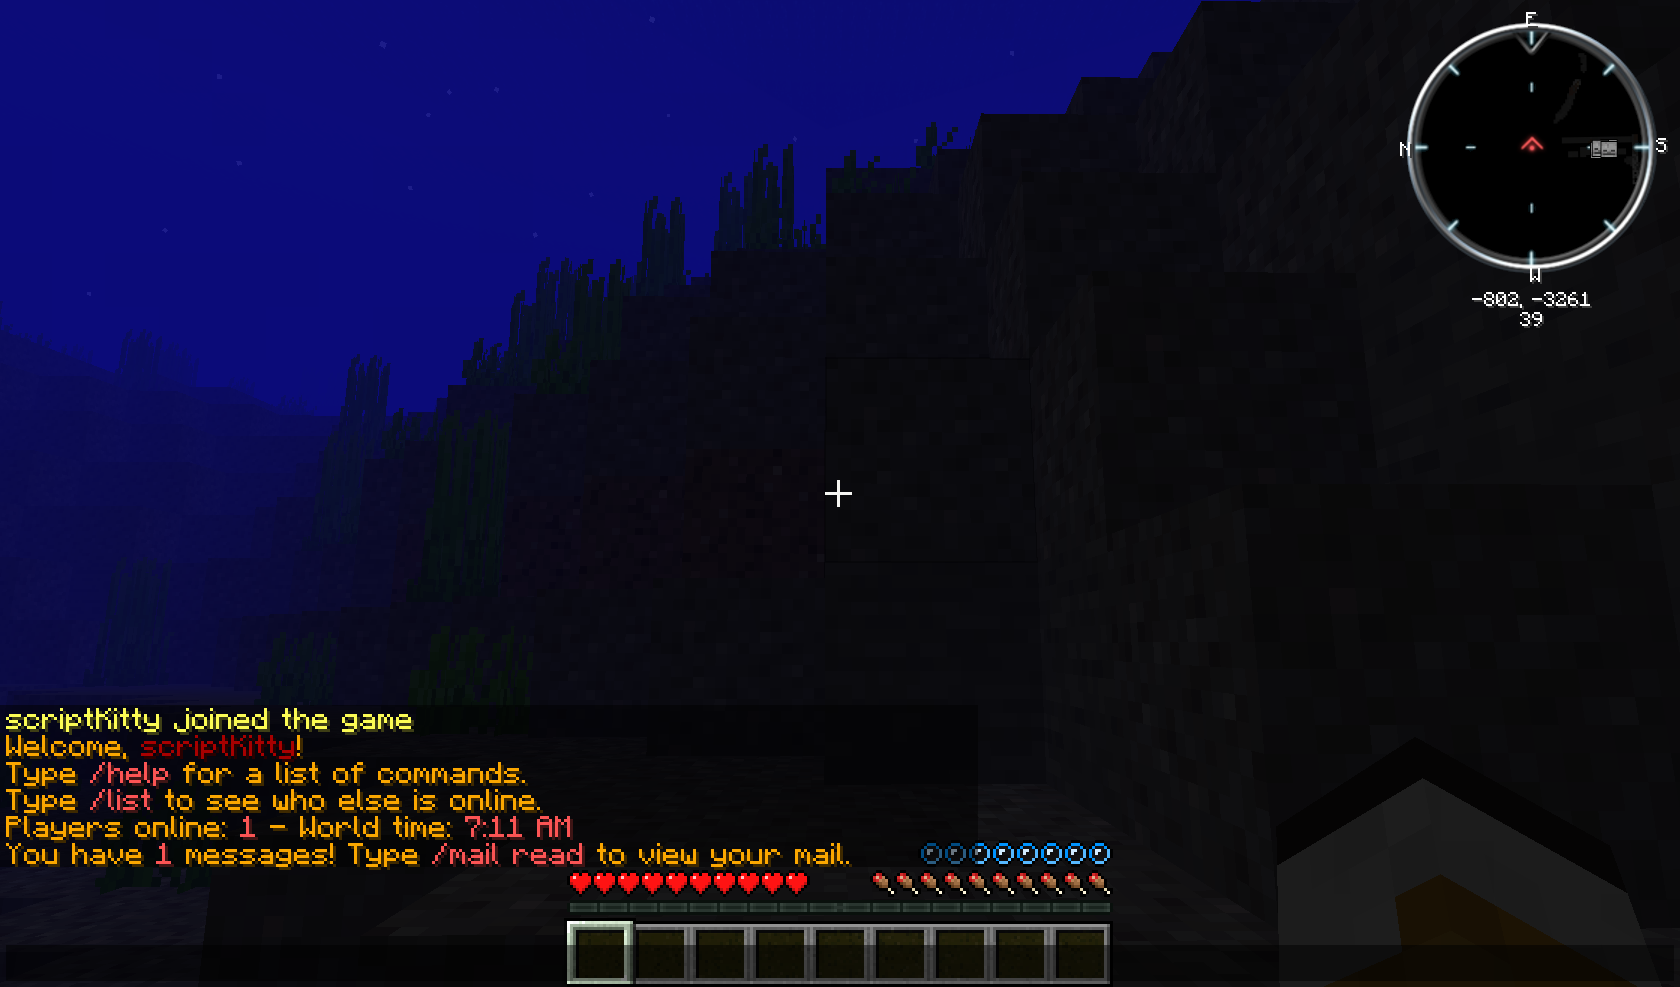 E
N
S
W
-802, -3261
39
scriptKitty joined the game
Welcome, scriptKitty!
Type /help for a list of commands.
Type /list to see who else is online.
Players online: 1 - World time: 7:11 AM
You have 1 messages! Type /mail read to view your mail.